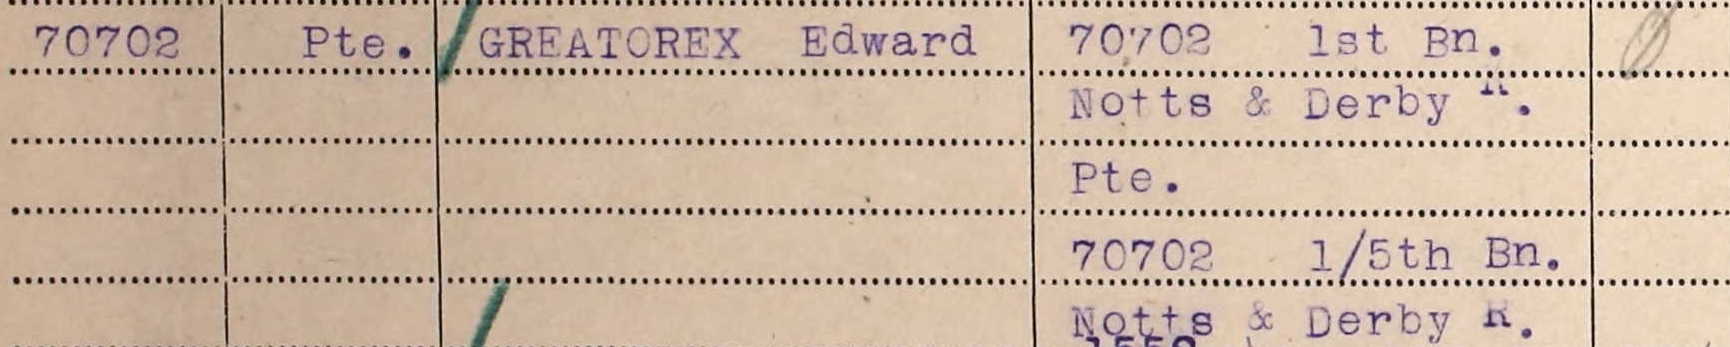 70702 Pte. GREATOREX Edward 70702 1st Bn.
Notts & Derby R.
Pte.
70702 1/5th Bn.
Notts & Derby R.